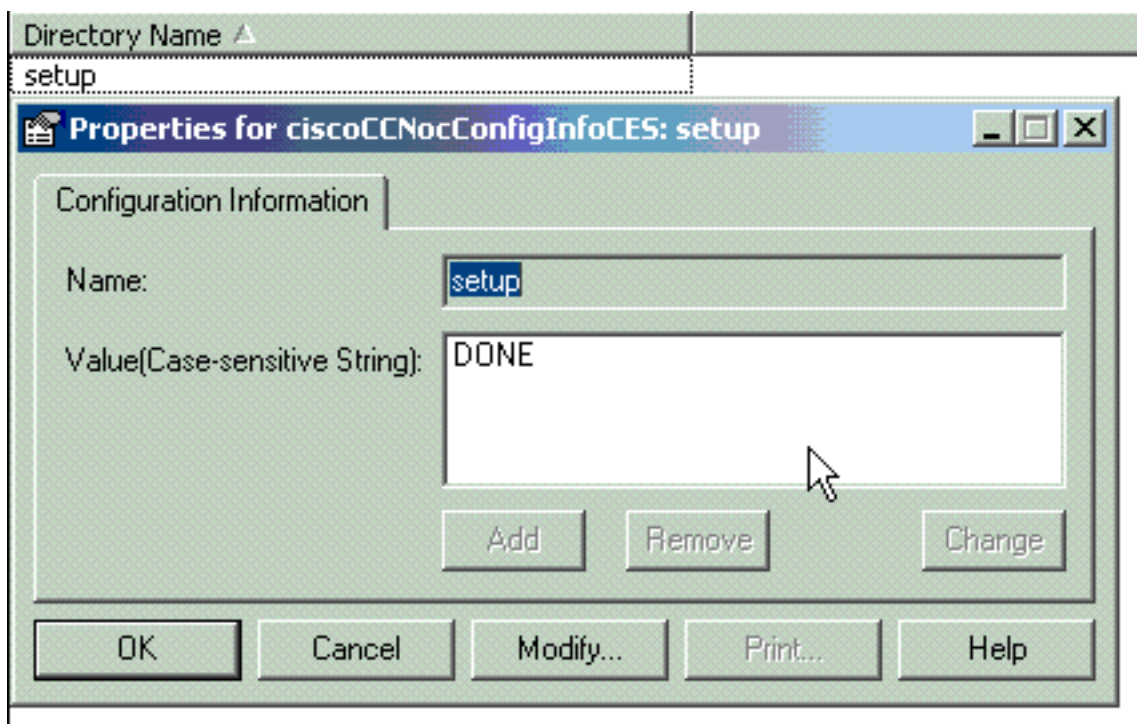 Directory Name
setup
Properties for ciscoCCNocConfigInfoCES: setup
Configuration Information
Name:
setup
Value(Case-sensitive String):
DONE
Add Remove Change
OK Cancel Modify... Print... Help